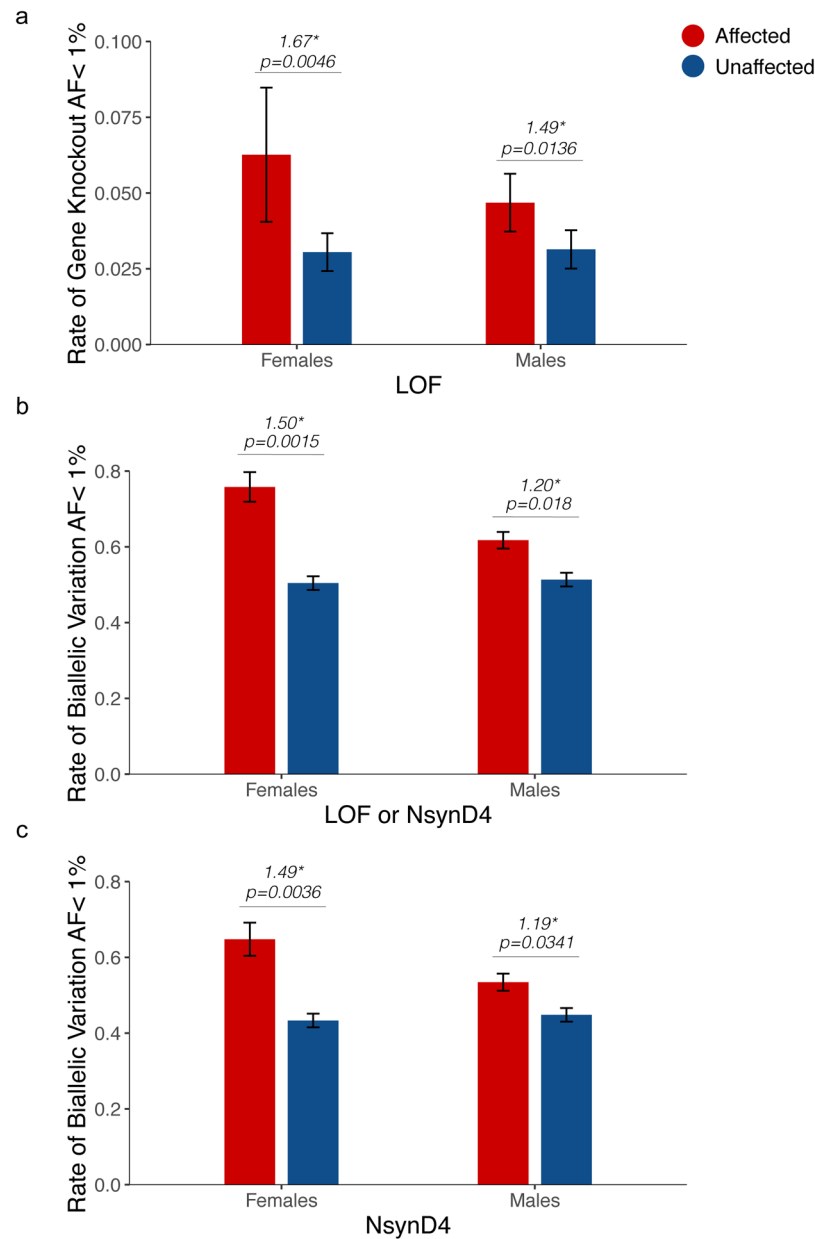 a
Rate of Gene Knockout AF< 1%
0.100
0.075
0.050
0.025
0.000
1.67*
p=0.0046
1.49*
p=0.0136
Affected
Unaffected
Females
Males
LOF
b
Rate of Biallelic Variation AF< 1%
0.8
0.6
0.4
0.2
0.0
1.50*
p=0.0015
1.20*
p=0.018
Females
Males
LOF or NsynD4
c
Rate of Biallelic Variation AF< 1%
0.8
0.6
0.4
0.2
0.0
1.49*
p=0.0036
1.19*
p=0.0341
Females
Males
NsynD4